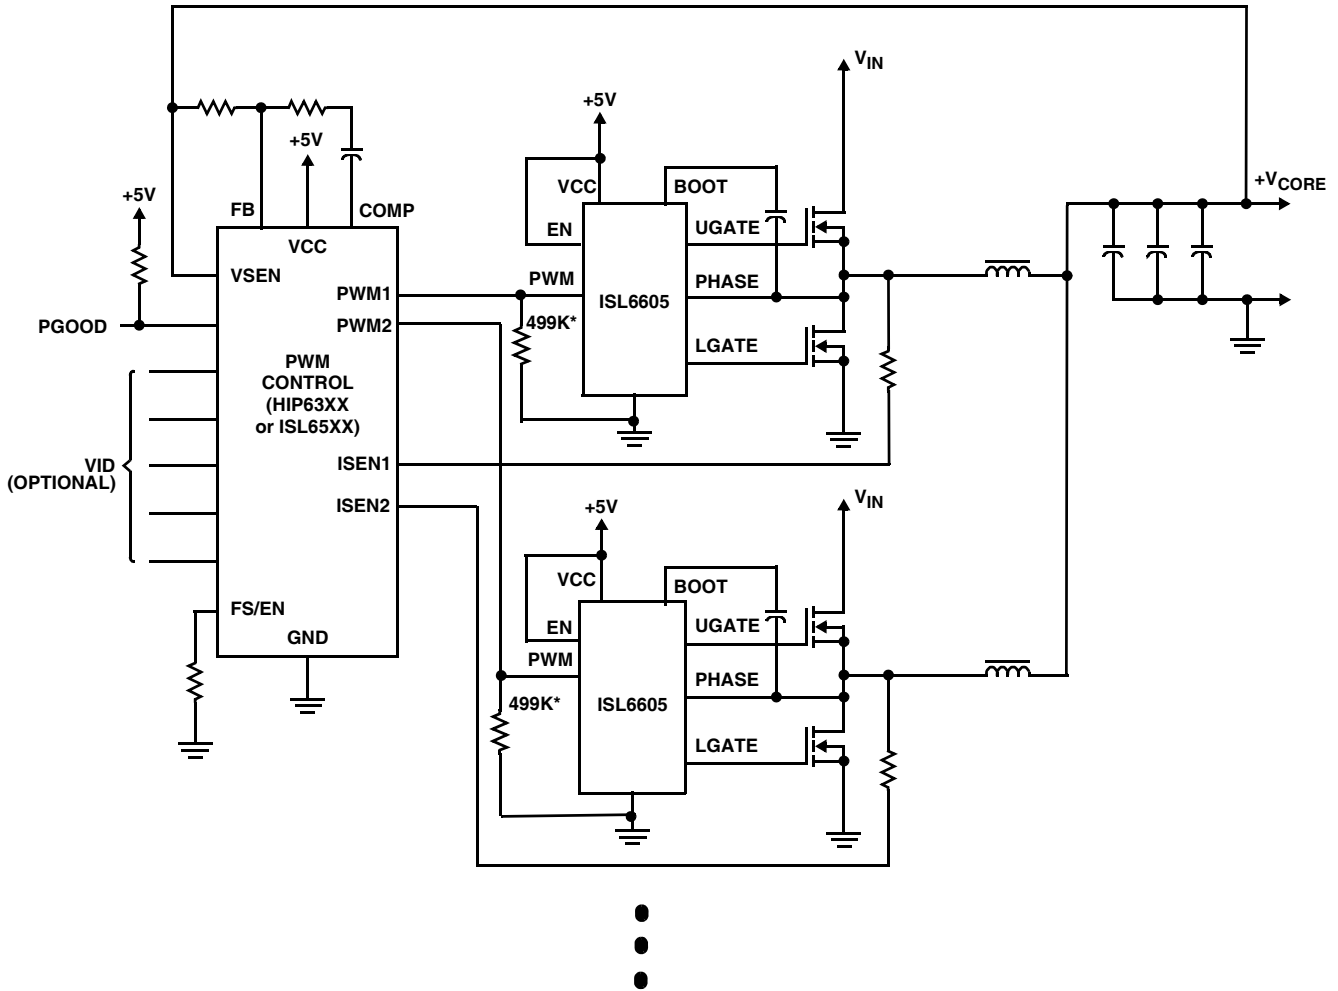 VIN
+5V
+5V
+5V
FB
COMP
VCC
VSEN
PGOOD
PWM1
PWM2
PWM
CONTROL
(HIP63XX
or ISL65XX)
VID
(OPTIONAL)
ISEN1
ISEN2
FS/EN
GND
VCC
BOOT
EN
UGATE
PWM
PHASE
ISL6605
499K*
LGATE
+VCORE
VIN
+5V
VCC
BOOT
EN
UGATE
PWM
PHASE
499K*
ISL6605
LGATE